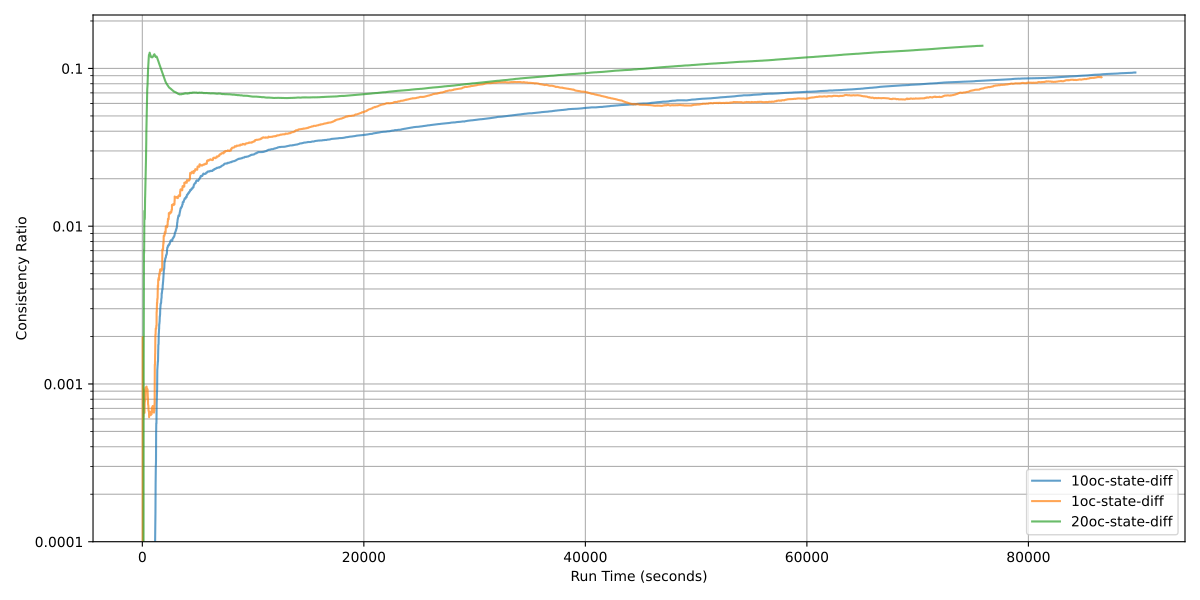 Consistency Ratio
0.1
0.01
0.001
0.0001
0
20000
40000
60000
80000
Run Time (seconds)
10oc-state-diff
1oc-state-diff
20oc-state-diff